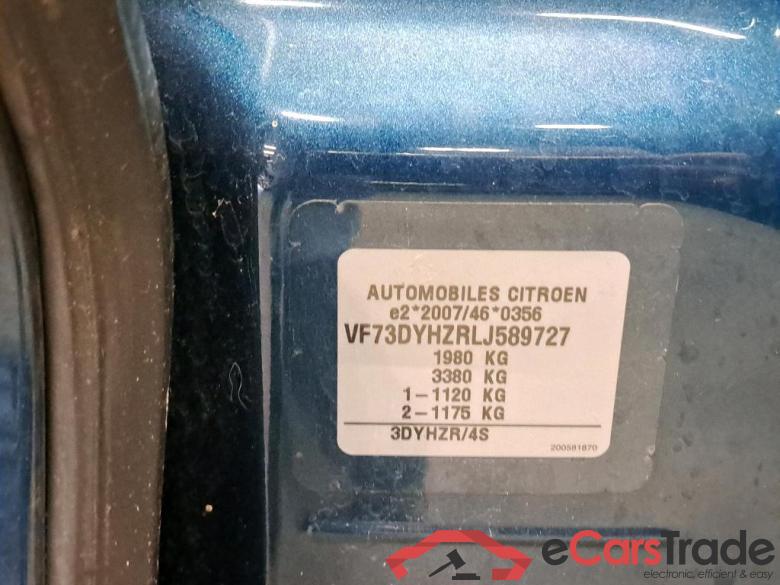 AUTOMOBILES CITROEN
e2*2007/46*0356
VF73DYHZRLJ589727
1980 KG
3380 KG
1-1120 KG
2-1175 KG
3DYHZR/4S
200581870
eCarsTrade
electronic, efficient & easy